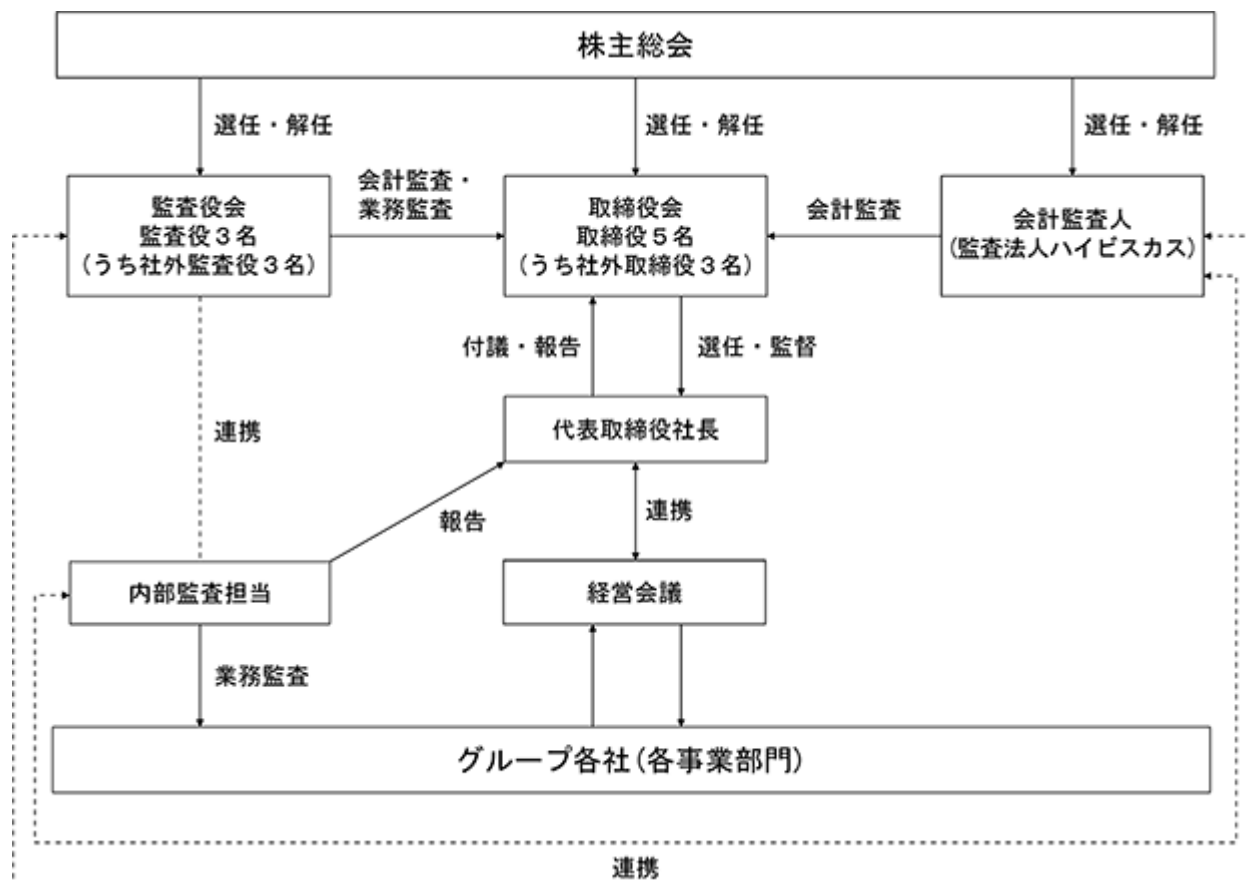 株主総会
選任・解任
選任・解任
選任・解任
監査役会
監査役3名
(うち社外監査役3名)
会計監査・
業務監査
取締役会
取締役5名
(うち社外取締役3名)
会計監査
会計監査人
(監査法人ハイビスカス)
付議・報告
選任・監督
連携
代表取締役社長
報告
連携
内部監査担当
経営会議
業務監査
グループ各社(各事業部門)
連携